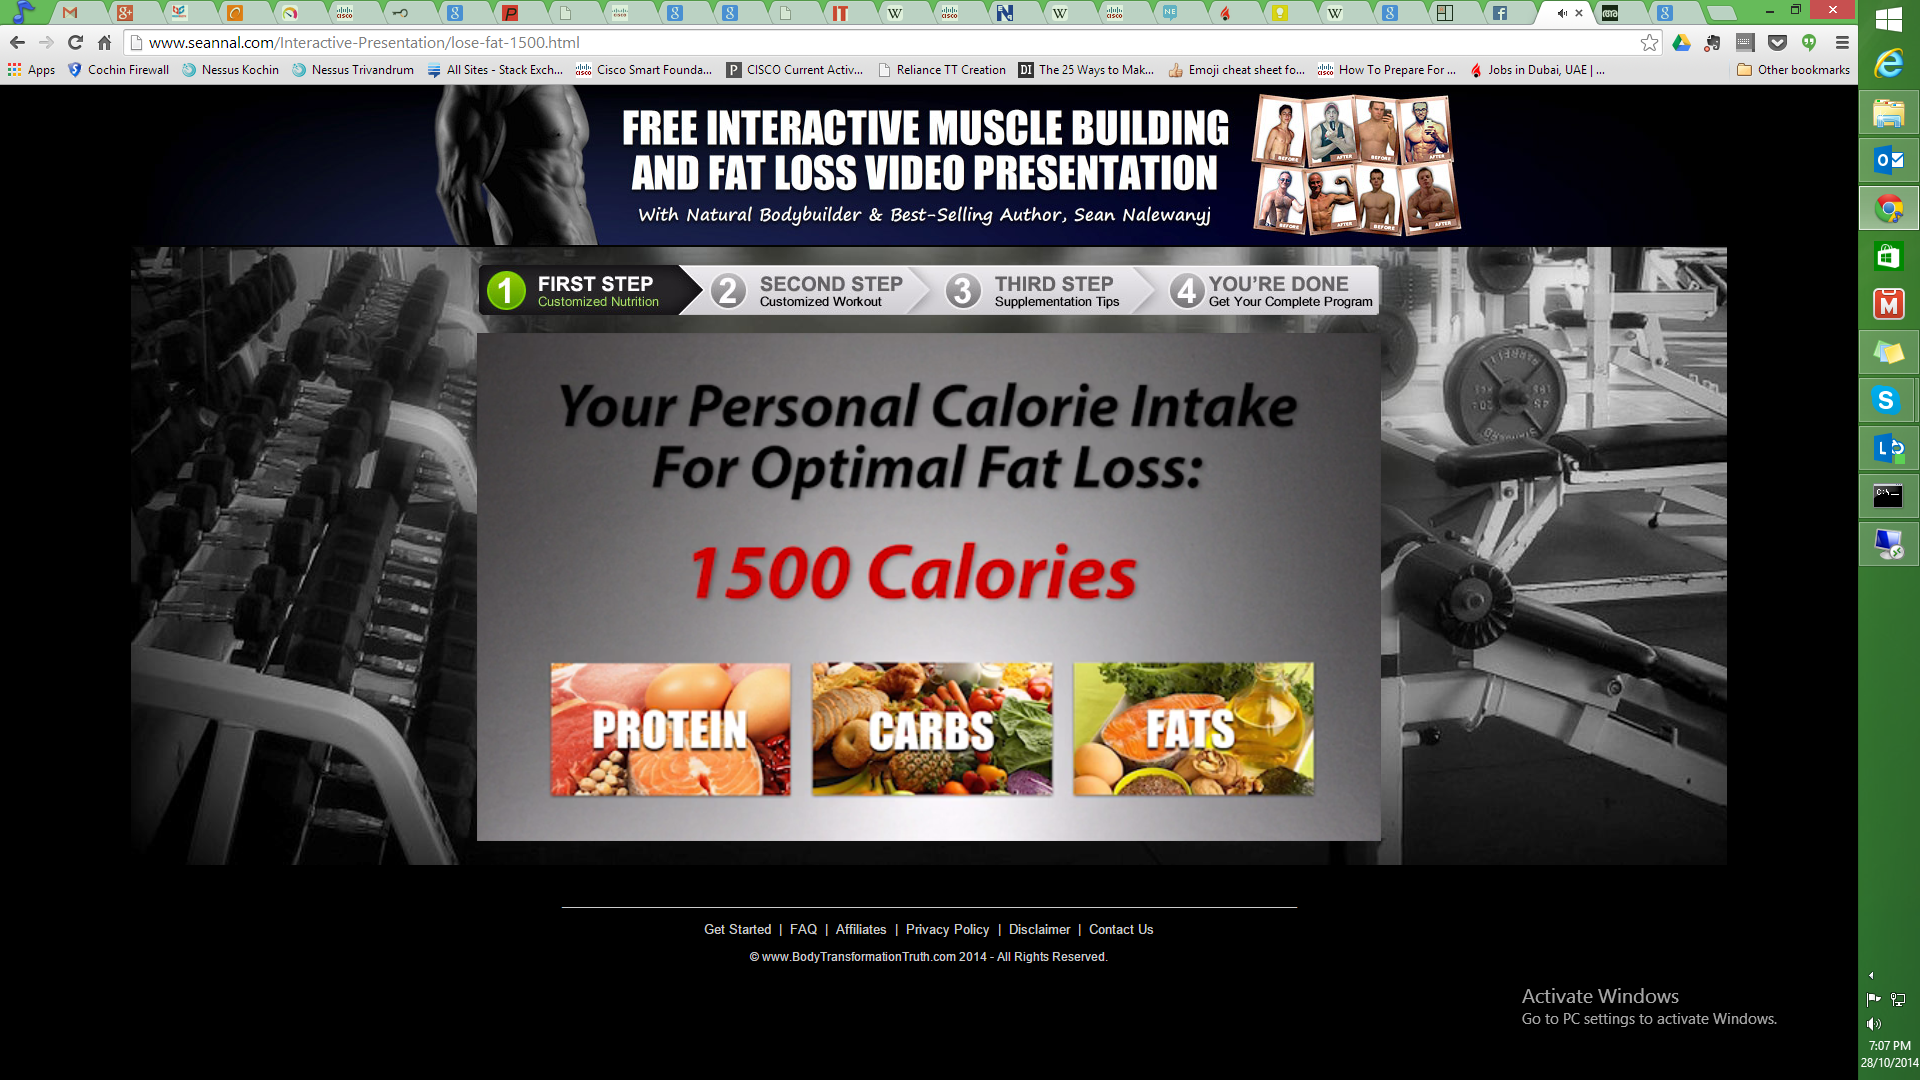 www.seannal.com/Interactive-Presentation/lose-fat-1500.html
Apps Cochin Firewall Nessus Kochin Nessus Trivandrum All Sites - Stack Exch... Cisco Smart Founda... CISCO Current Activ... Reliance TT Creation The 25 Ways to Mak... Emoji cheat sheet fo... How To Prepare For ... Jobs in Dubai, UAE | ... Other bookmarks
FREE INTERACTIVE MUSCLE BUILDING
AND FAT LOSS VIDEO PRESENTATION
With Natural Bodybuilder & Best-Selling Author, Sean Nalewanyj
BEFORE AFTER BEFORE AFTER
BEFORE AFTER BEFORE AFTER
1 FIRST STEP
Customized Nutrition
2 SECOND STEP
Customized Workout
3 THIRD STEP
Supplementation Tips
4 YOU'RE DONE
Get Your Complete Program
Your Personal Calorie Intake
For Optimal Fat Loss:
1500 Calories
PROTEIN CARBS FATS
Get Started | FAQ | Affiliates | Privacy Policy | Disclaimer | Contact Us
© www.BodyTransformationTruth.com 2014 - All Rights Reserved.
Activate Windows
Go to PC settings to activate Windows.
7:07 PM
28/10/2014